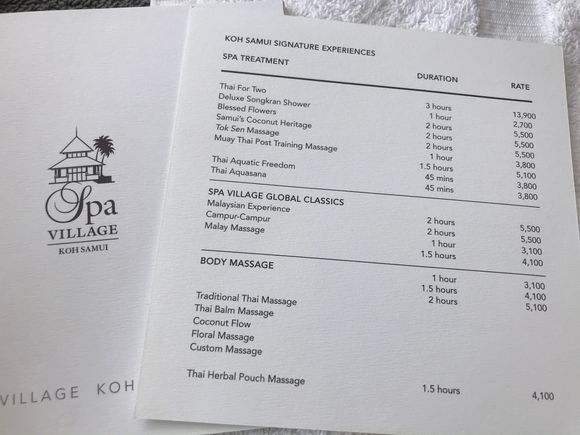 Spa
VILLAGE
KOH SAMUI
VILLAGE KOH
KOH SAMUI SIGNATURE EXPERIENCES
SPA TREATMENT DURATION RATE
Thai For Two 3 hours 13,900
Deluxe Songkran Shower 1 hour 2,700
Blessed Flowers 2 hours 5,500
Samui's Coconut Heritage 2 hours 5,500
Tok Sen Massage 2 hours 5,500
Muay Thai Post Training Massage 1 hour 3,800
1.5 hours 5,100
Thai Aquatic Freedom 45 mins 3,800
Thai Aquasana 45 mins 3,800
SPA VILLAGE GLOBAL CLASSICS
Malaysian Experience 2 hours 5,500
Campur-Campur 2 hours 5,500
Malay Massage 1 hour 3,100
1.5 hours 4,100
BODY MASSAGE
1 hour 3,100
1.5 hours 4,100
2 hours 5,100
Traditional Thai Massage
Thai Balm Massage
Coconut Flow
Floral Massage
Custom Massage
Thai Herbal Pouch Massage 1.5 hours 4,100